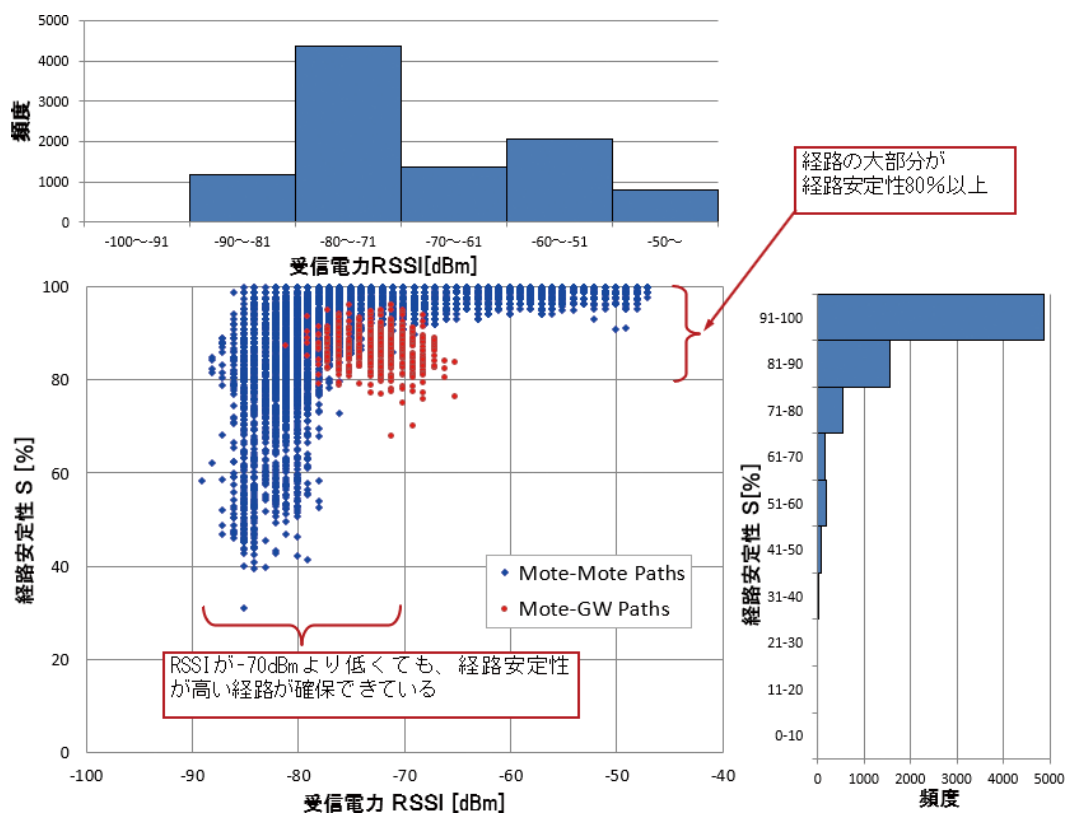 5000
4000
3000
2000
1000
0
頻度
-100～-91 -90～-81 -80～-71 -70～-61 -60～-51 -50～
受信電力RSSI[dBm]
経路の大部分が
経路安定性80%以上
100
80
60
40
20
0
経路安定性 S [%]
Mote-Mote Paths
Mote-GW Paths
RSSIが-70dBmより低くても、経路安定性
が高い経路が確保できている
-100 -90 -80 -70 -60 -50 -40
受信電力 RSSI [dBm]
91-100
81-90
71-80
61-70
51-60
41-50
31-40
21-30
11-20
0-10
経路安定性 S[%]
0 1000 2000 3000 4000 5000
頻度